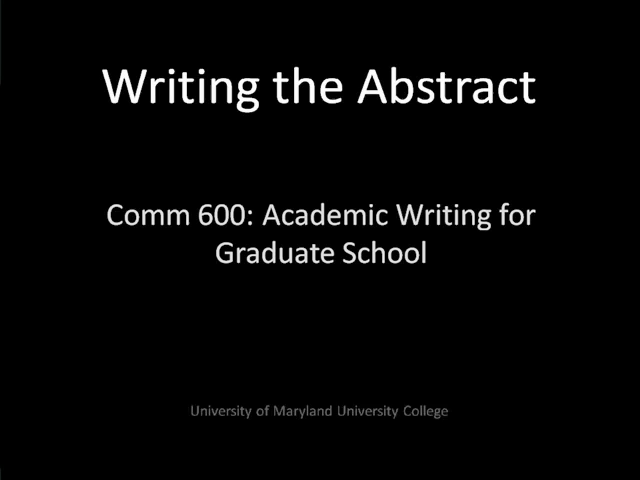 Writing the Abstract
Comm 600: Academic Writing for
Graduate School
University of Maryland University College